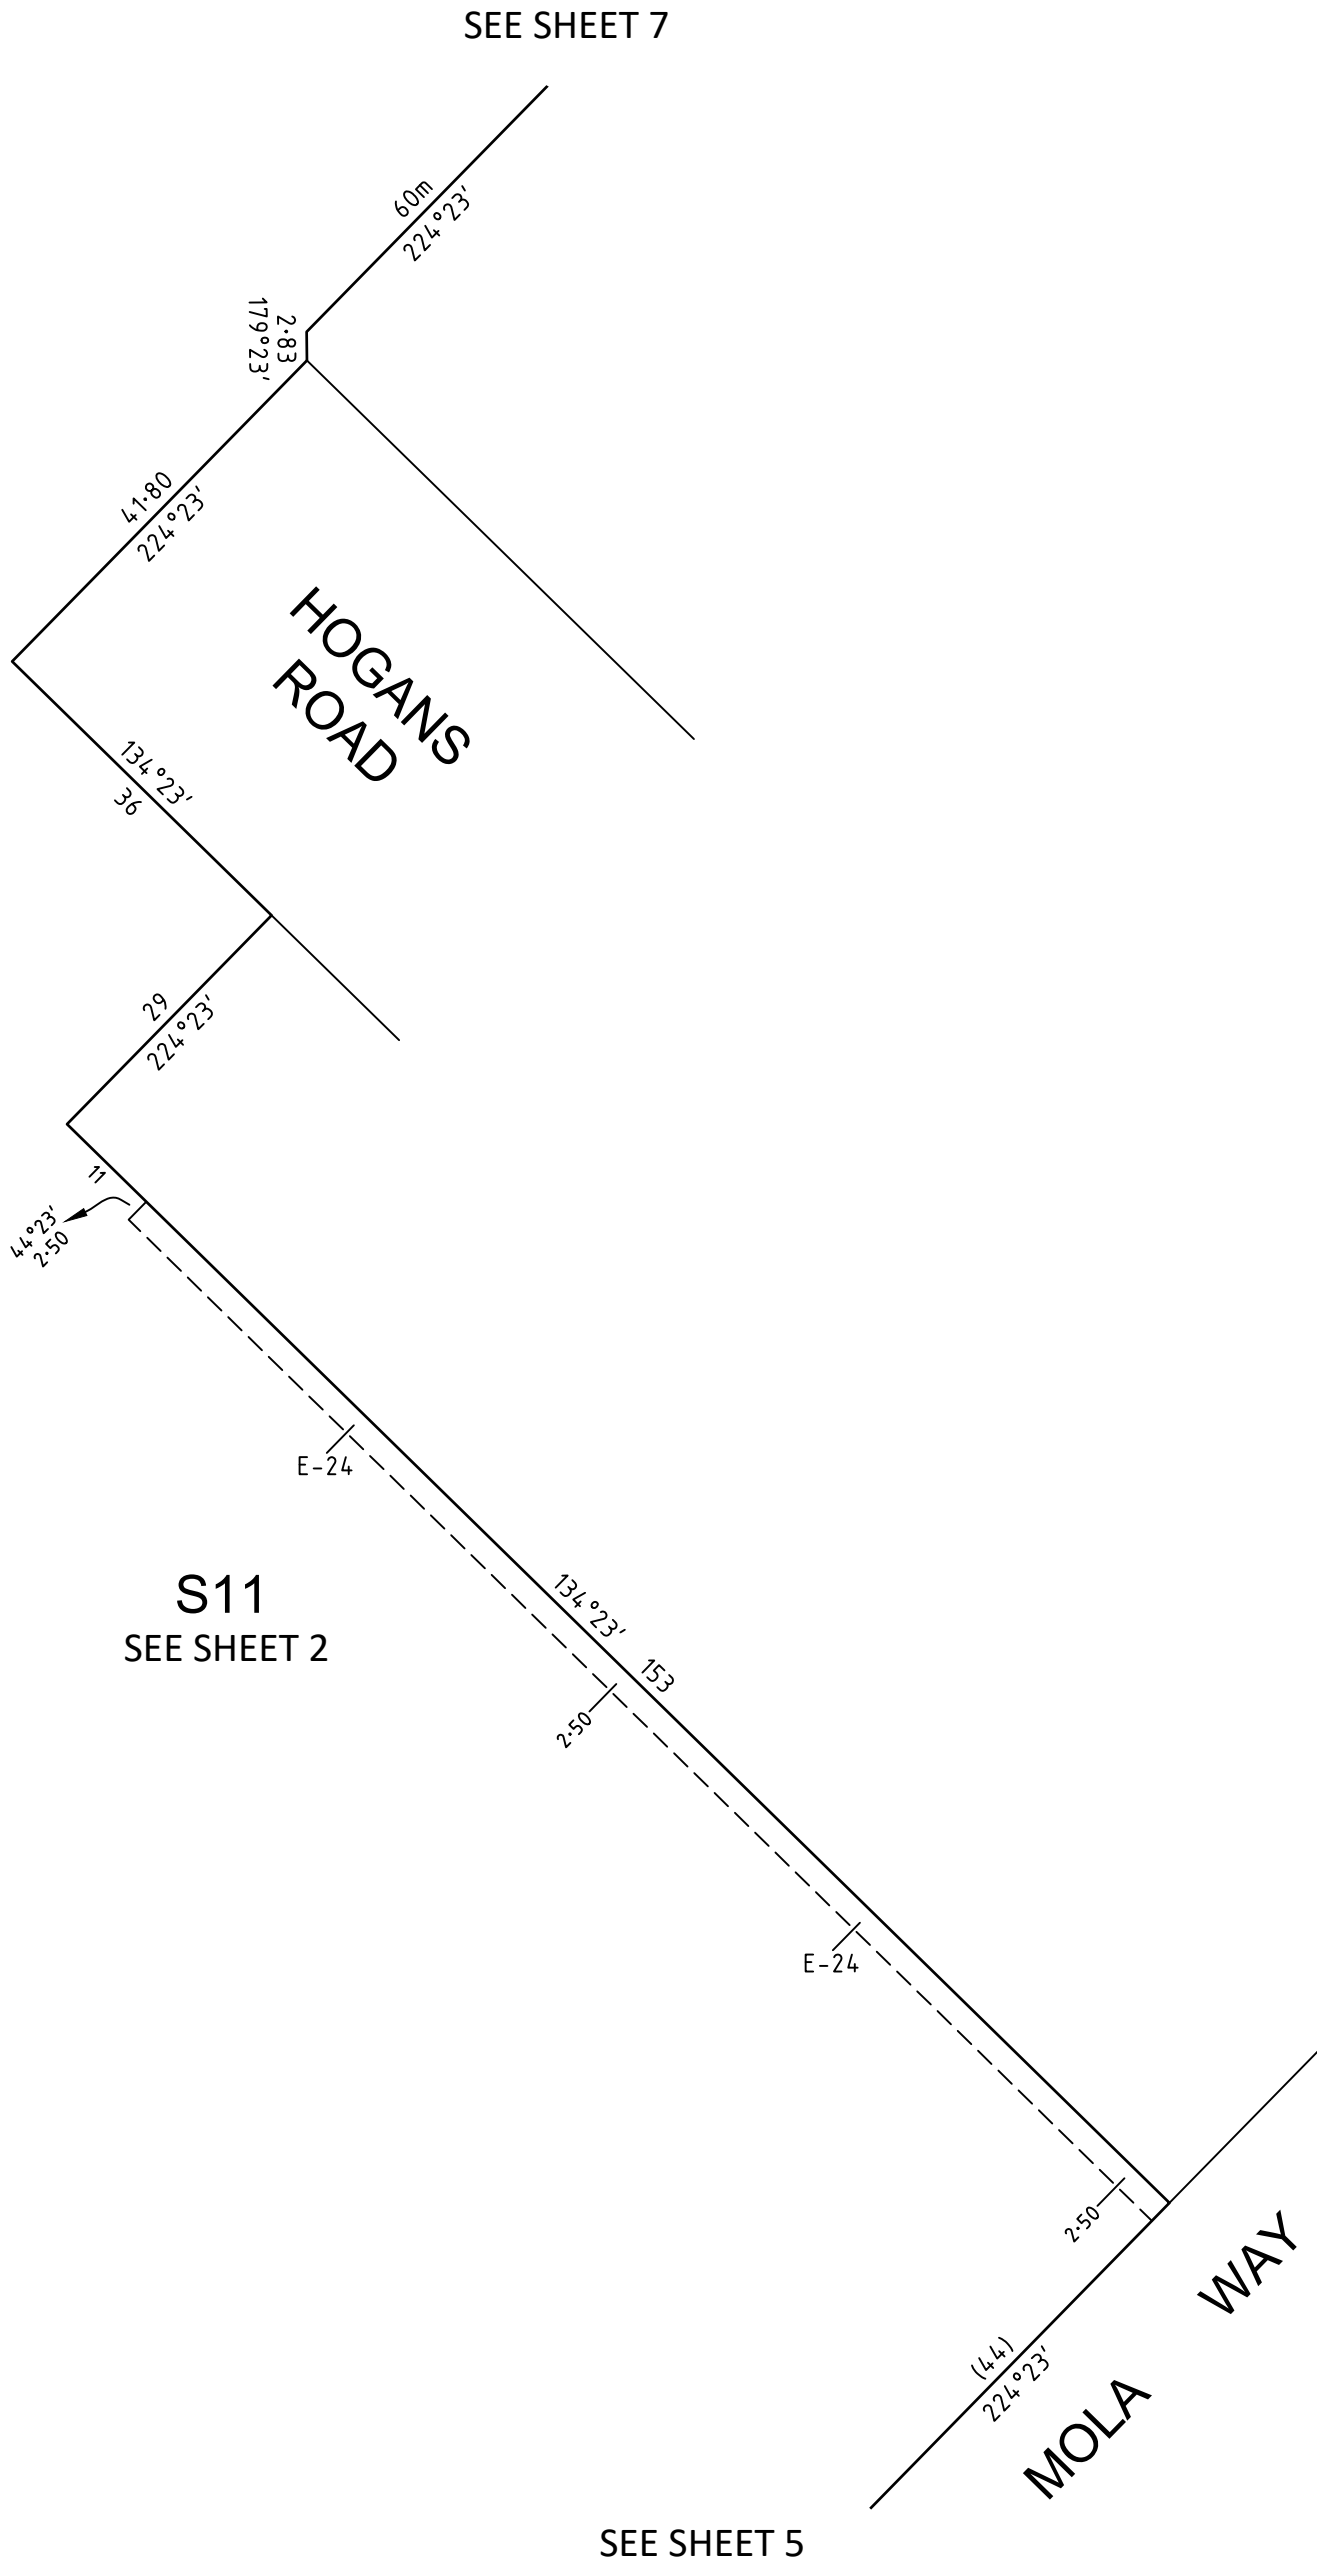 SEE SHEET 7
60m
224°23′
2·83
179°23′
41·80
224°23′
HOGANS
ROAD
134°23′
36
29
224°23′
11
44°23′
2·50
E-24
S11
SEE SHEET 2
134°23′
153
2·50
E-24
2·50
WAY
(44)
224°23′
MOLA
SEE SHEET 5